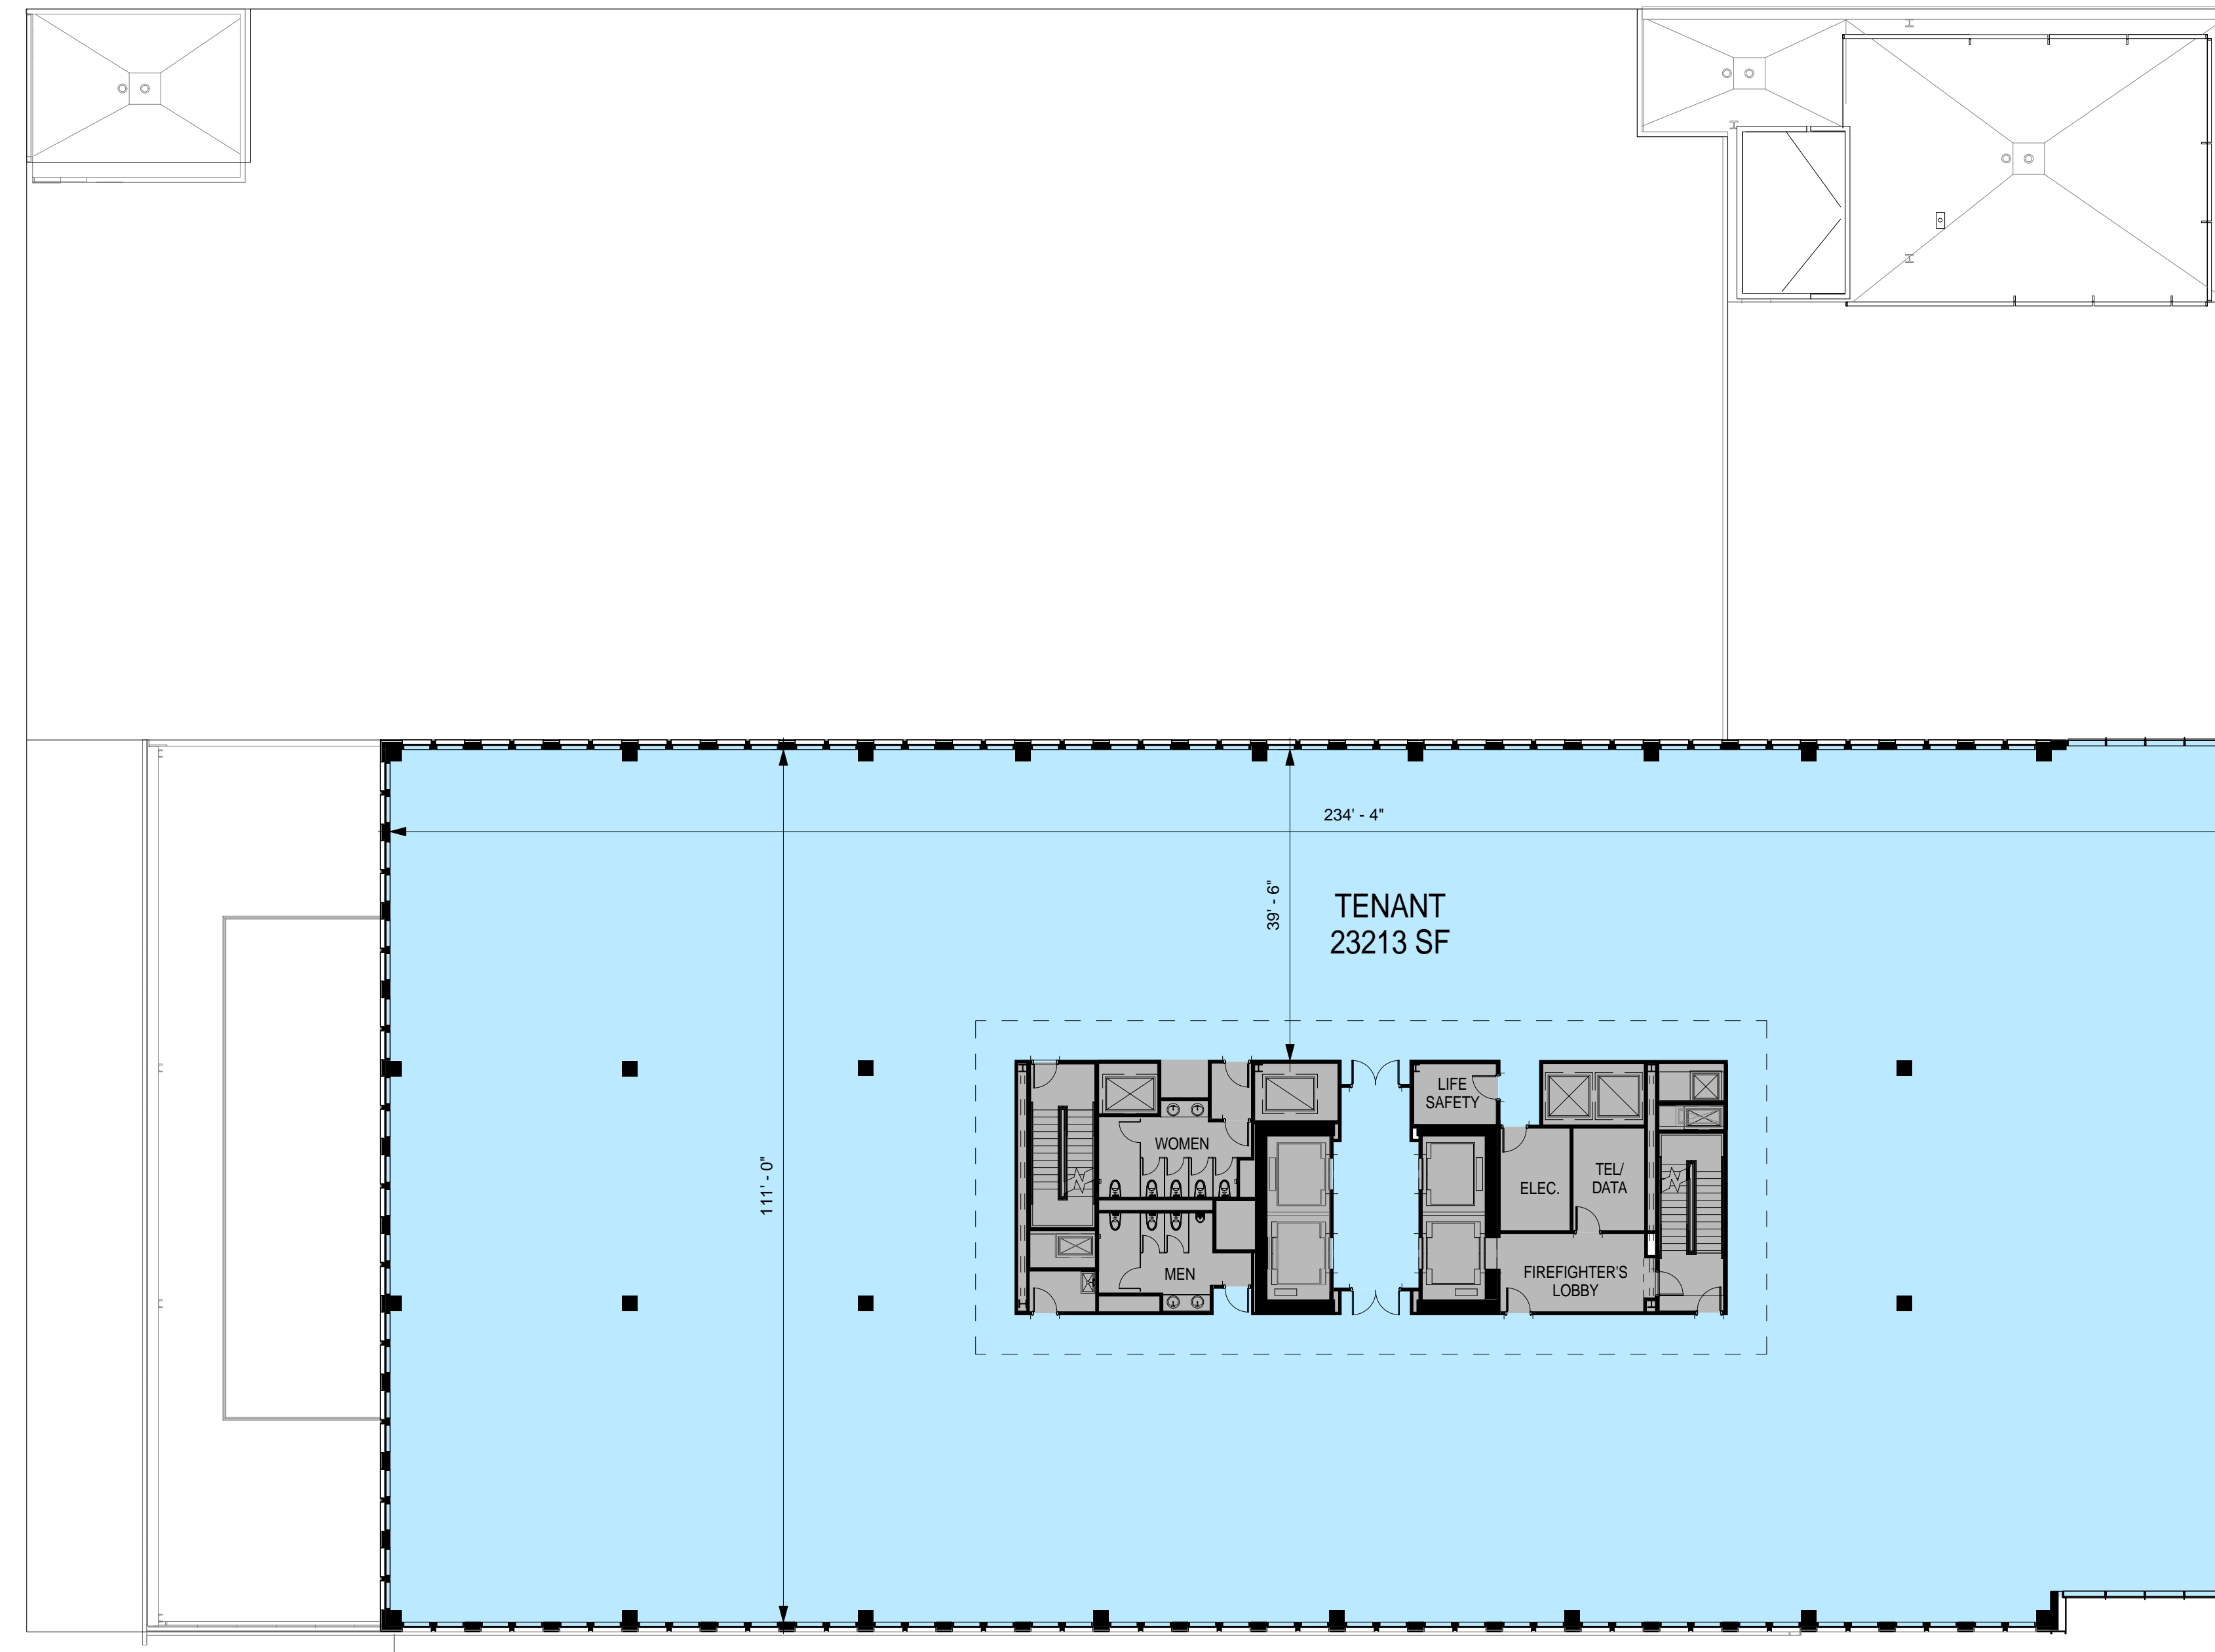 234' - 4"
39' - 6"
TENANT
23213 SF
111' - 0"
LIFE
SAFETY
WOMEN
ELEC.
TEL/
DATA
MEN
FIREFIGHTER'S
LOBBY